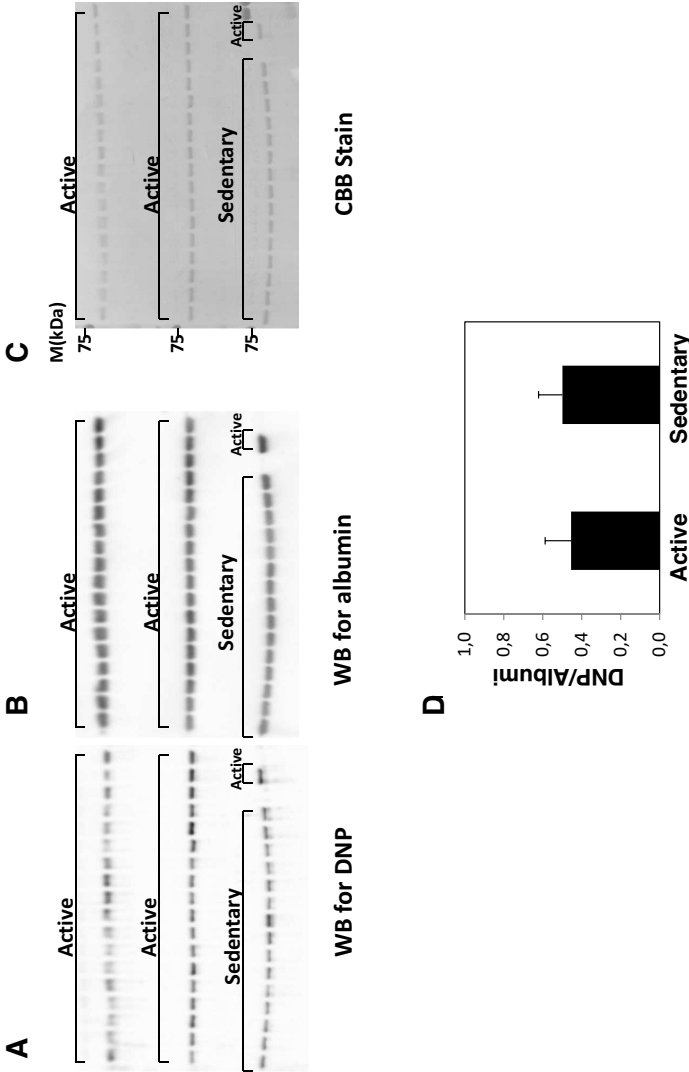 A
Active
Active
Sedentary
Active
WB for DNP
B
Active
Active
Sedentary
Active
WB for albumin
C
M(kDa)
Active
75
Active
75
Sedentary
Active
75
CBB Stain
D
DNP/Albumi
1,0
0,8
0,6
0,4
0,2
0,0
Active
Sedentary